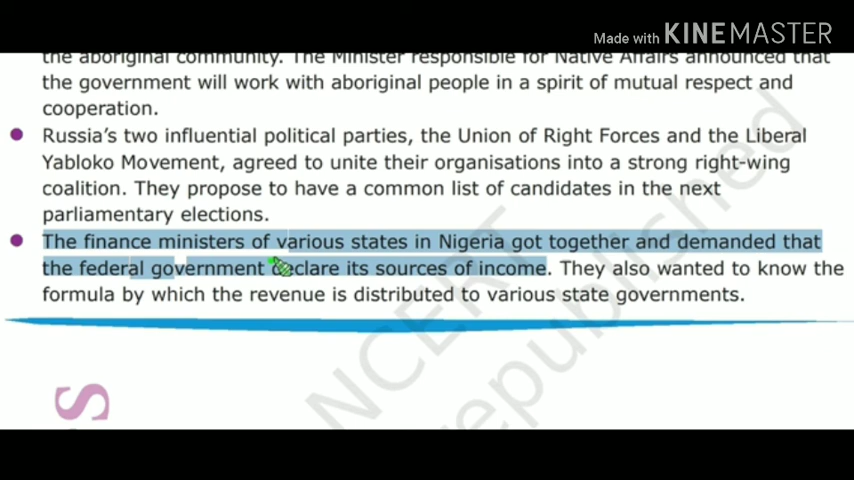 Made with KINEMASTER
the aboriginal community. The Minister responsible for Native Affairs announced that
the government will work with aboriginal people in a spirit of mutual respect and
cooperation.
Russia's two influential political parties, the Union of Right Forces and the Liberal
Yabloko Movement, agreed to unite their organisations into a strong right-wing
coalition. They propose to have a common list of candidates in the next
parliamentary elections.
The finance ministers of various states in Nigeria got together and demanded that
the federal government declare its sources of income. They also wanted to know the
formula by which the revenue is distributed to various state governments.
NCERT
republished
S